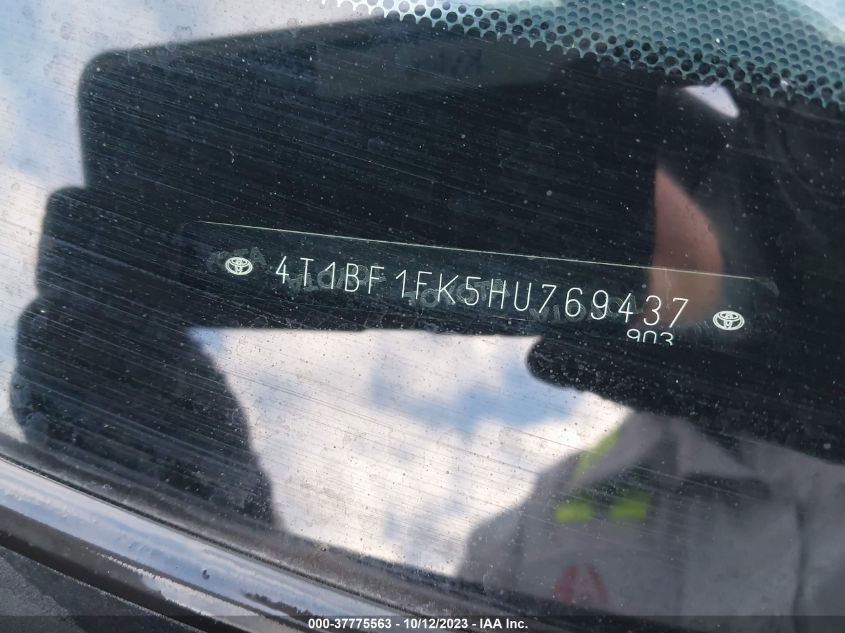 4T1BF1FK5HU769437
903
000-37775563 - 10/12/2023 - IAA Inc.